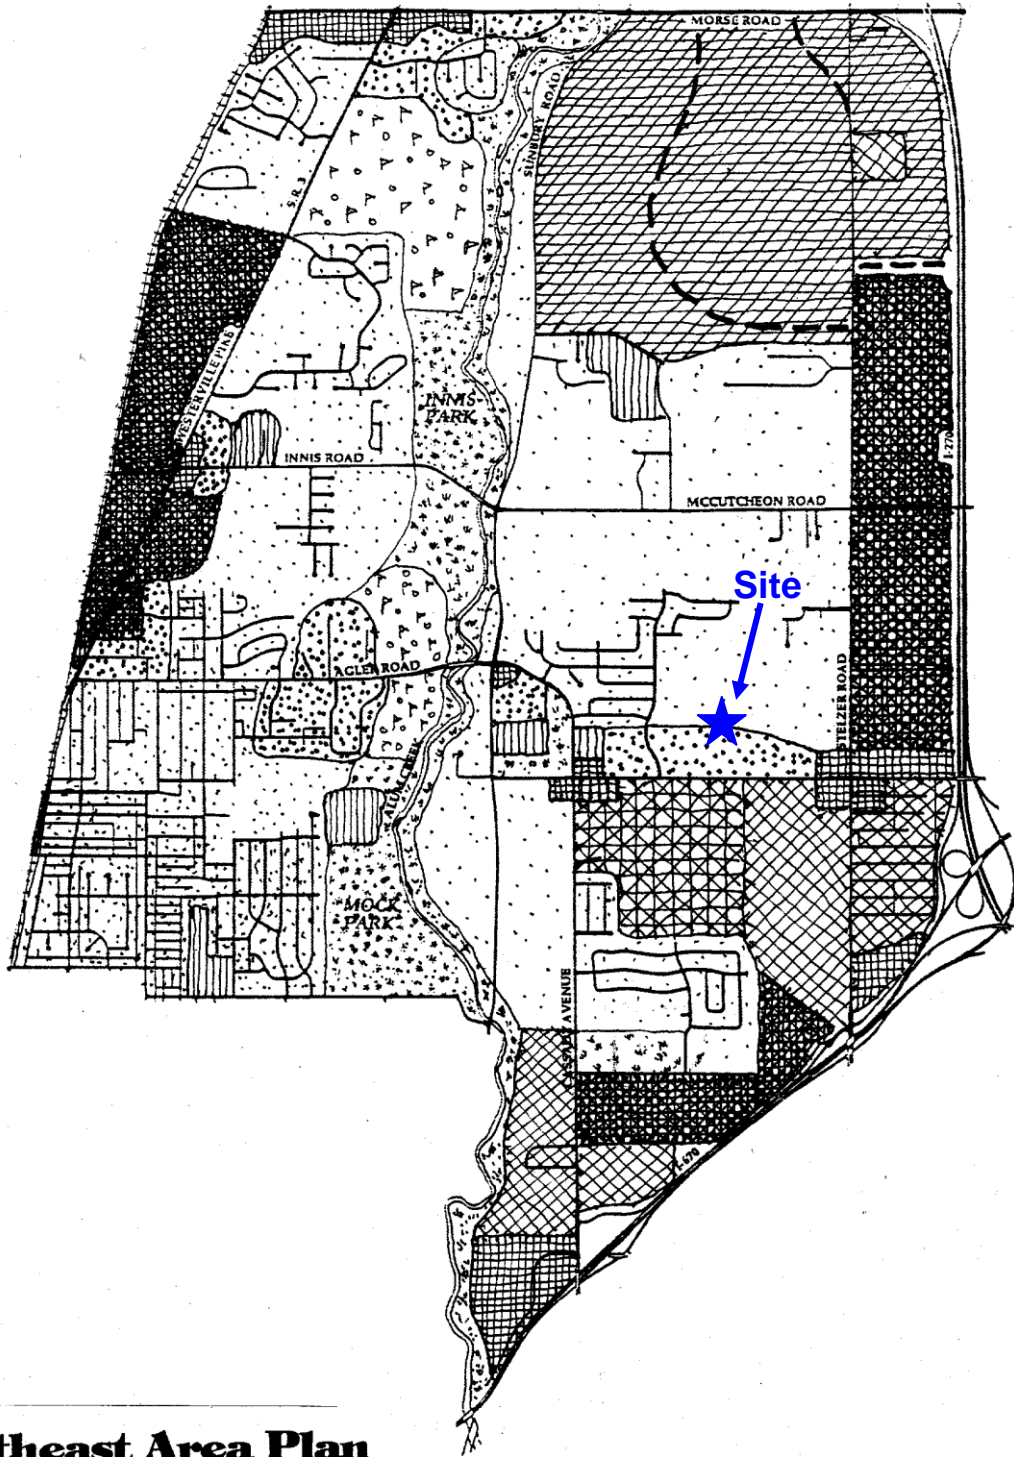 MORSE ROAD
SUNBURY ROAD
S.R. 3
WESTERVILLE PIKE
INNIS
PARK
I-270
INNIS ROAD
MCCUTCHEON ROAD
Site
AGLER ROAD
STELZER ROAD
ALUM CREEK
MOCK
PARK
CASSADY AVENUE
I-670
theast Area Plan